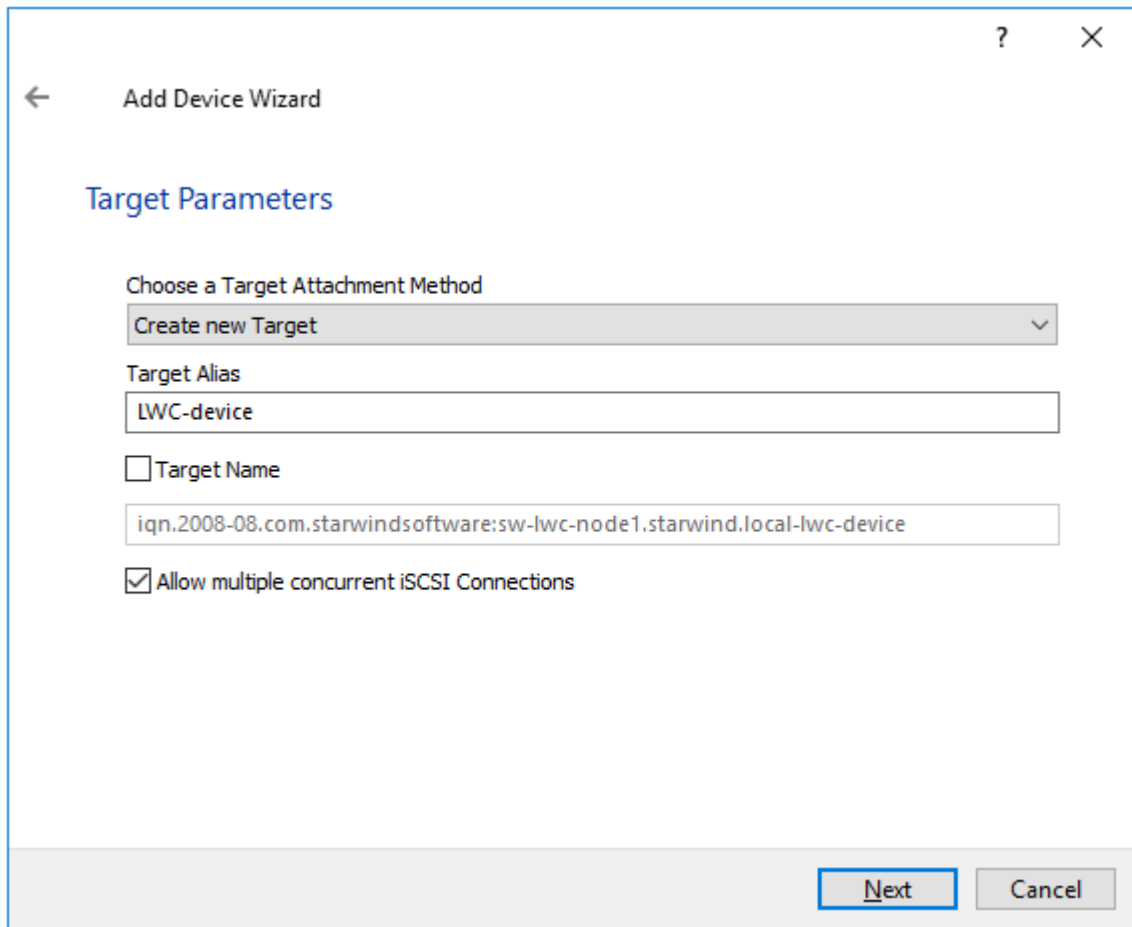 ?
Add Device Wizard
Target Parameters
Choose a Target Attachment Method
Create new Target
Target Alias
LWC-device
Target Name
iqn.2008-08.com.starwindsoftware:sw-lwc-node1.starwind.local-lwc-device
Allow multiple concurrent iSCSI Connections
Next Cancel